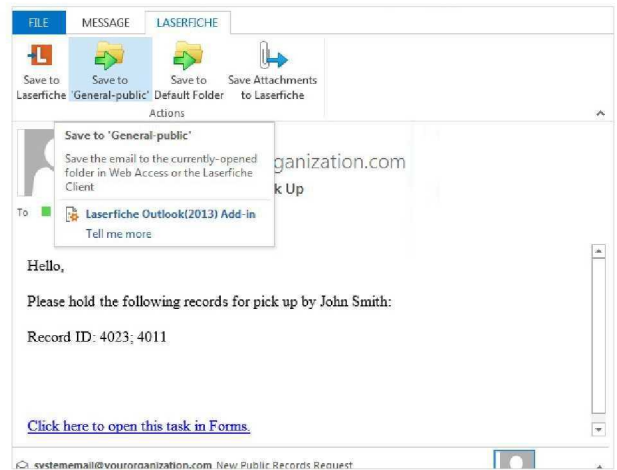 FILE MESSAGE LASERFICHE
Save to Laserfiche
Save to 'General-public'
Save to Default Folder
Save Attachments to Laserfiche
Actions
Save to 'General-public'
Save the email to the currently-opened
folder in Web Access or the Laserfiche
Client
Laserfiche Outlook(2013) Add-in
Tell me more
ganization.com
k Up
To
Hello,
Please hold the following records for pick up by John Smith:
Record ID: 4023; 4011
Click here to open this task in Forms.
systememail@yourorganization.com New Public Records Request